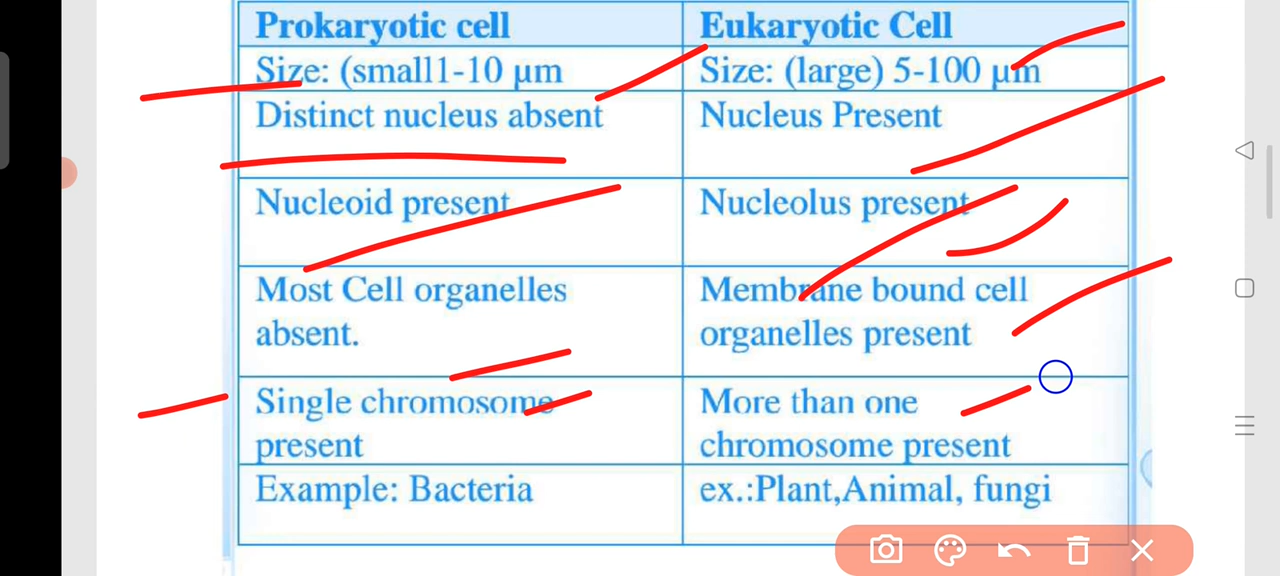 Prokaryotic cell
Eukaryotic Cell
Size: (small1-10 µm
Size: (large) 5-100 µm
Distinct nucleus absent
Nucleus Present
Nucleoid present
Nucleolus present
Most Cell organelles
absent.
Membrane bound cell
organelles present
Single chromosome
present
More than one
chromosome present
Example: Bacteria
ex.:Plant,Animal, fungi